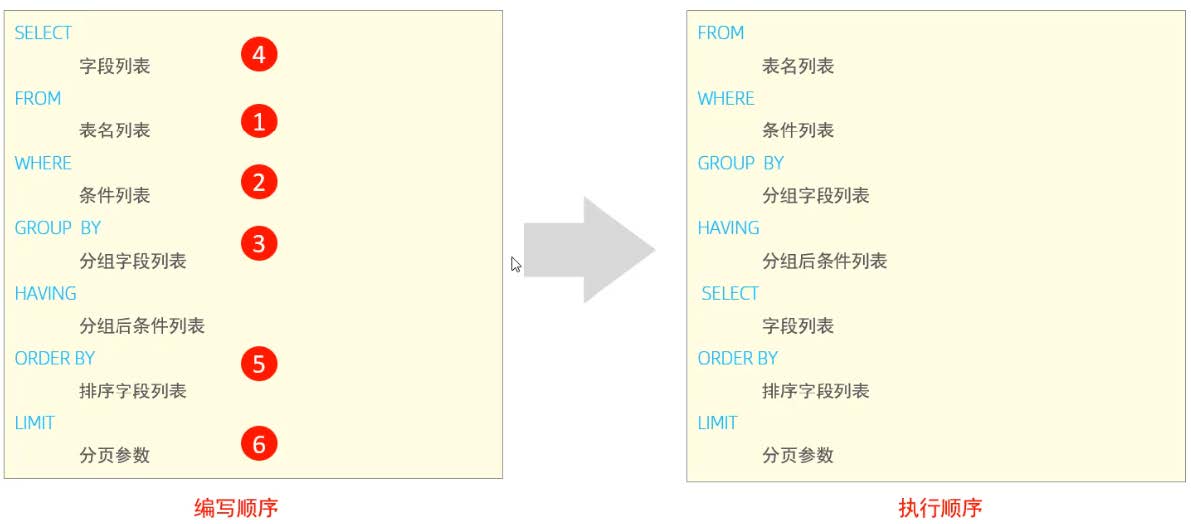 SELECT
字段列表
4
FROM
表名列表
1
WHERE
条件列表
2
GROUP BY
分组字段列表
3
HAVING
分组后条件列表
ORDER BY
排序字段列表
5
LIMIT
分页参数
6
编写顺序
FROM
表名列表
WHERE
条件列表
GROUP BY
分组字段列表
HAVING
分组后条件列表
SELECT
字段列表
ORDER BY
排序字段列表
LIMIT
分页参数
执行顺序